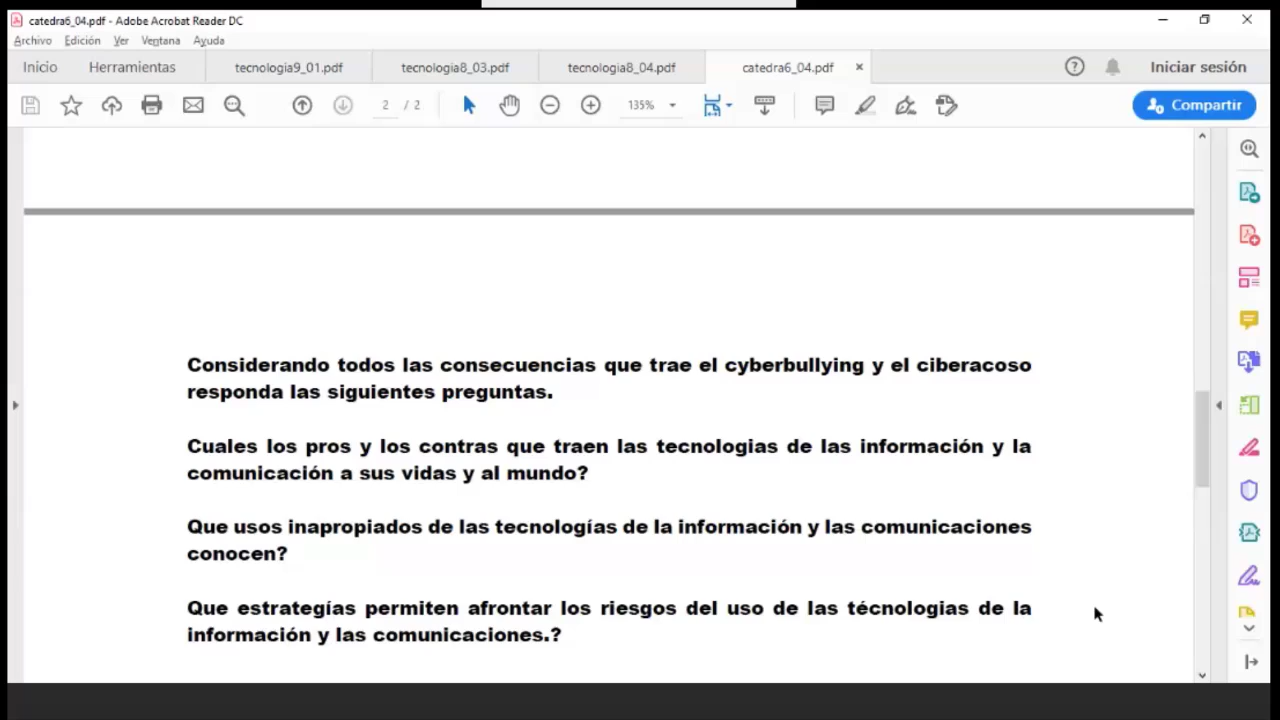 catedra6_04.pdf - Adobe Acrobat Reader DC
Archivo Edición Ver Ventana Ayuda
Inicio Herramientas tecnologia9_01.pdf tecnologia8_03.pdf tecnologia8_04.pdf catedra6_04.pdf × Iniciar sesión
2 / 2 135% Compartir
Considerando todos las consecuencias que trae el cyberbullying y el ciberacoso
responda las siguientes preguntas.
Cuales los pros y los contras que traen las tecnologias de las información y la
comunicación a sus vidas y al mundo?
Que usos inapropiados de las tecnologías de la información y las comunicaciones
conocen?
Que estrategías permiten afrontar los riesgos del uso de las técnologias de la
información y las comunicaciones.?